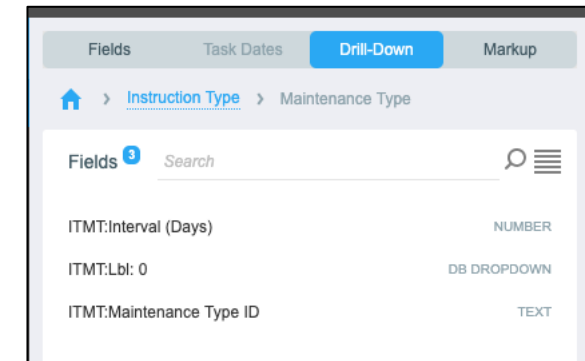 Fields Task Dates Drill-Down Markup
> Instruction Type > Maintenance Type
Fields 3 Search
ITMT:Interval (Days) NUMBER
ITMT:Lbl: 0 DB DROPDOWN
ITMT:Maintenance Type ID TEXT